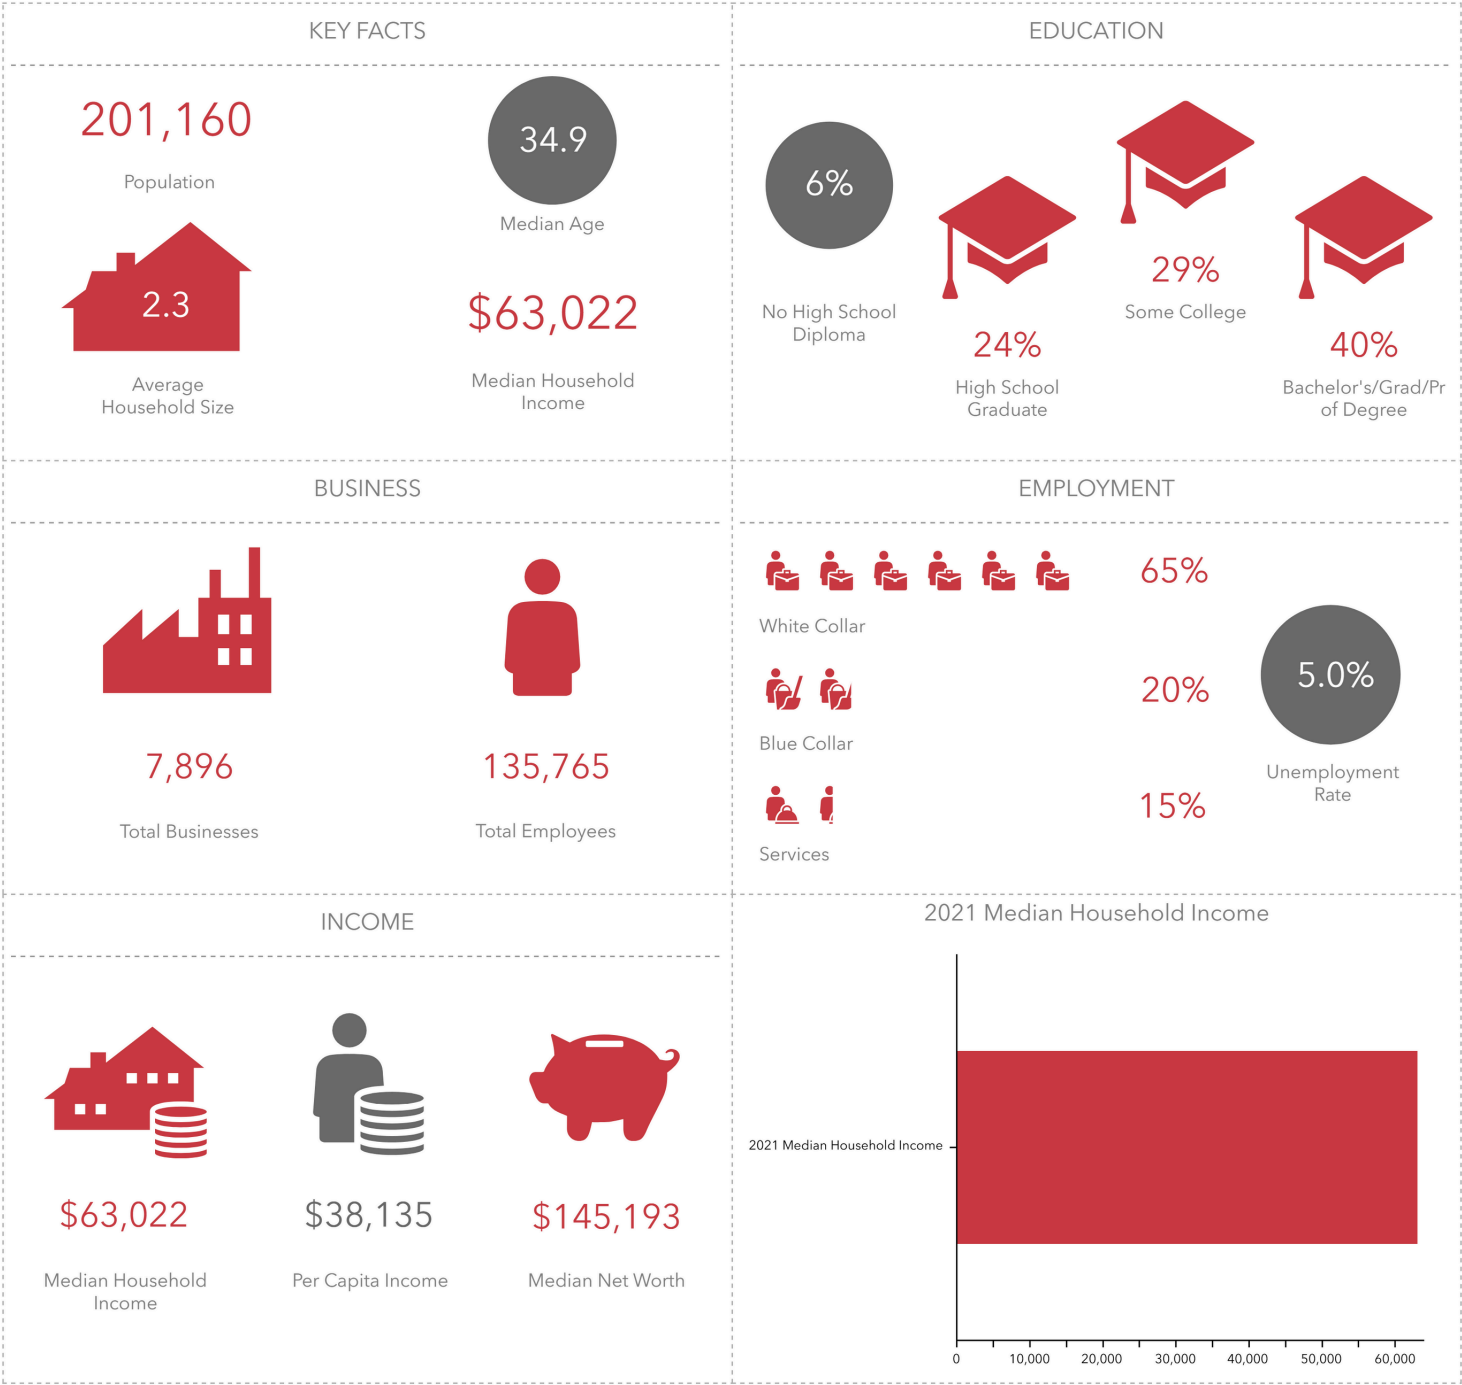 KEY FACTS
201,160
Population
34.9
Median Age
2.3
Average
Household Size
$63,022
Median Household
Income
EDUCATION
6%
No High School
Diploma
24%
High School
Graduate
29%
Some College
40%
Bachelor's/Grad/Pr
of Degree
BUSINESS
7,896
Total Businesses
135,765
Total Employees
EMPLOYMENT
65%
White Collar
20%
Blue Collar
15%
Services
5.0%
Unemployment
Rate
INCOME
$63,022
Median Household
Income
$38,135
Per Capita Income
$145,193
Median Net Worth
2021 Median Household Income
2021 Median Household Income
0 10,000 20,000 30,000 40,000 50,000 60,000